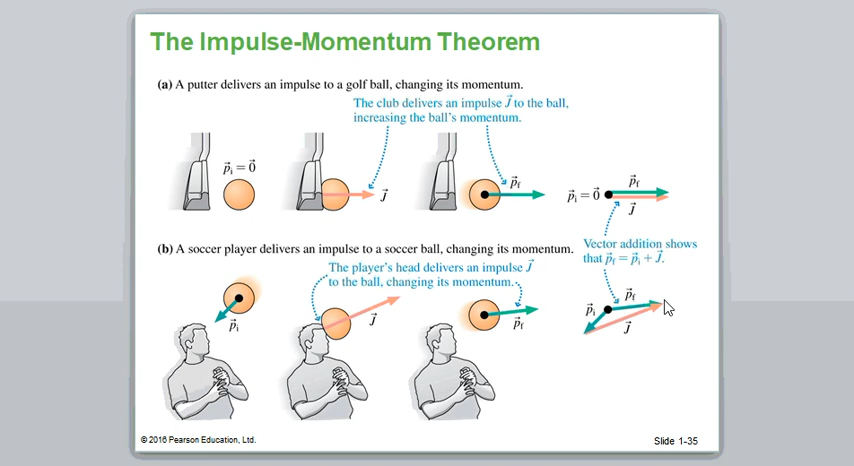 The Impulse-Momentum Theorem
(a) A putter delivers an impulse to a golf ball, changing its momentum.
The club delivers an impulse J⃗ to the ball,
increasing the ball's momentum.
p⃗ᵢ = 0⃗
J⃗
p⃗f
p⃗ᵢ = 0⃗
p⃗f
J⃗
(b) A soccer player delivers an impulse to a soccer ball, changing its momentum.
Vector addition shows
that p⃗f = p⃗ᵢ + J⃗.
The player's head delivers an impulse J⃗
to the ball, changing its momentum.
p⃗ᵢ
J⃗
p⃗f
p⃗ᵢ
p⃗f
J⃗
© 2016 Pearson Education, Ltd.
Slide 1-35